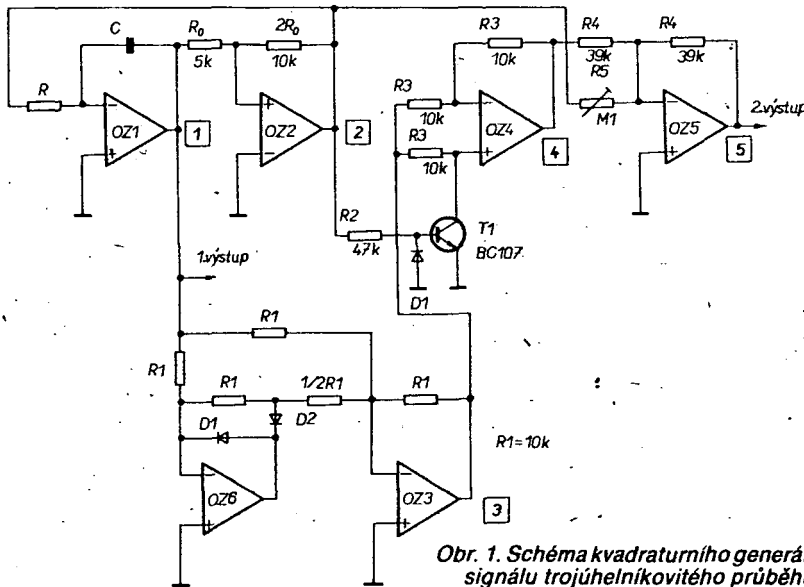 C
R₀
5k
2R₀
10k
R
-
+
OZ1
1
+
-
OZ2
2
R3
10k
R3
10k
R3
10k
-
+
OZ4
4
R4
39k
R4
39k
R5
M1
-
+
OZ5
5
2.výstup
R2
47k
D1
T1
BC107
1.výstup
R1
R1
R1
1/2R1
R1
D1
D2
R1=10k
-
+
OZ6
-
+
OZ3
3
Obr. 1. Schéma kvadraturního generá
signálu trojúhelníkovitého průběh